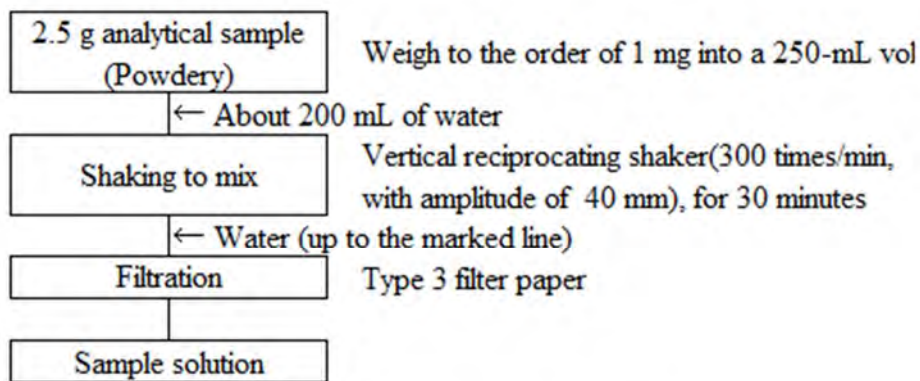 2.5 g analytical sample
(Powdery)
Weigh to the order of 1 mg into a 250-mL vol
← About 200 mL of water
Shaking to mix
Vertical reciprocating shaker(300 times/min,
with amplitude of 40 mm), for 30 minutes
← Water (up to the marked line)
Filtration
Type 3 filter paper
Sample solution